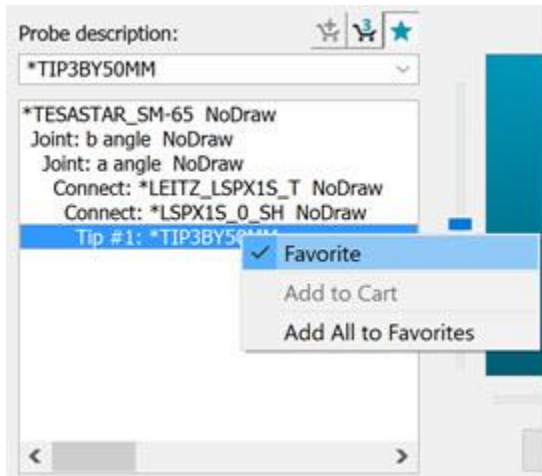 Probe description:
3
*TIP3BY50MM
*TESASTAR_SM-65 NoDraw
Joint: b angle NoDraw
Joint: a angle NoDraw
Connect: *LEITZ_LSPX1S_T NoDraw
Connect: *LSPX1S_0_SH NoDraw
Tip #1: *TIP3BY50MM
Favorite
Add to Cart
Add All to Favorites